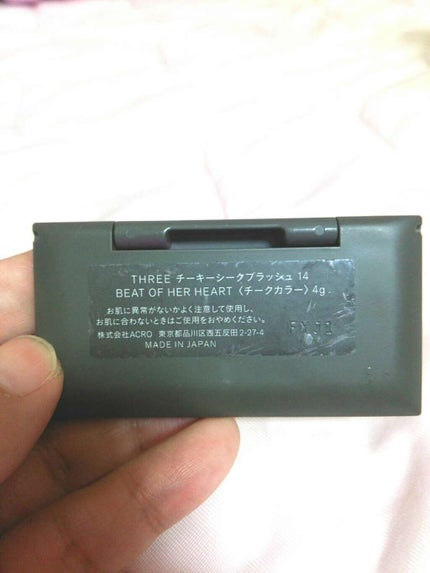 THREE チーキーシークブラッシュ 14
BEAT OF HER HEART 〈チークカラー〉 4g
お肌に異常がないかよく注意して使用し、
お肌に合わないときはご使用をおやめください。
株式会社ACRO 東京都品川区西五反田2-27-4
MADE IN JAPAN